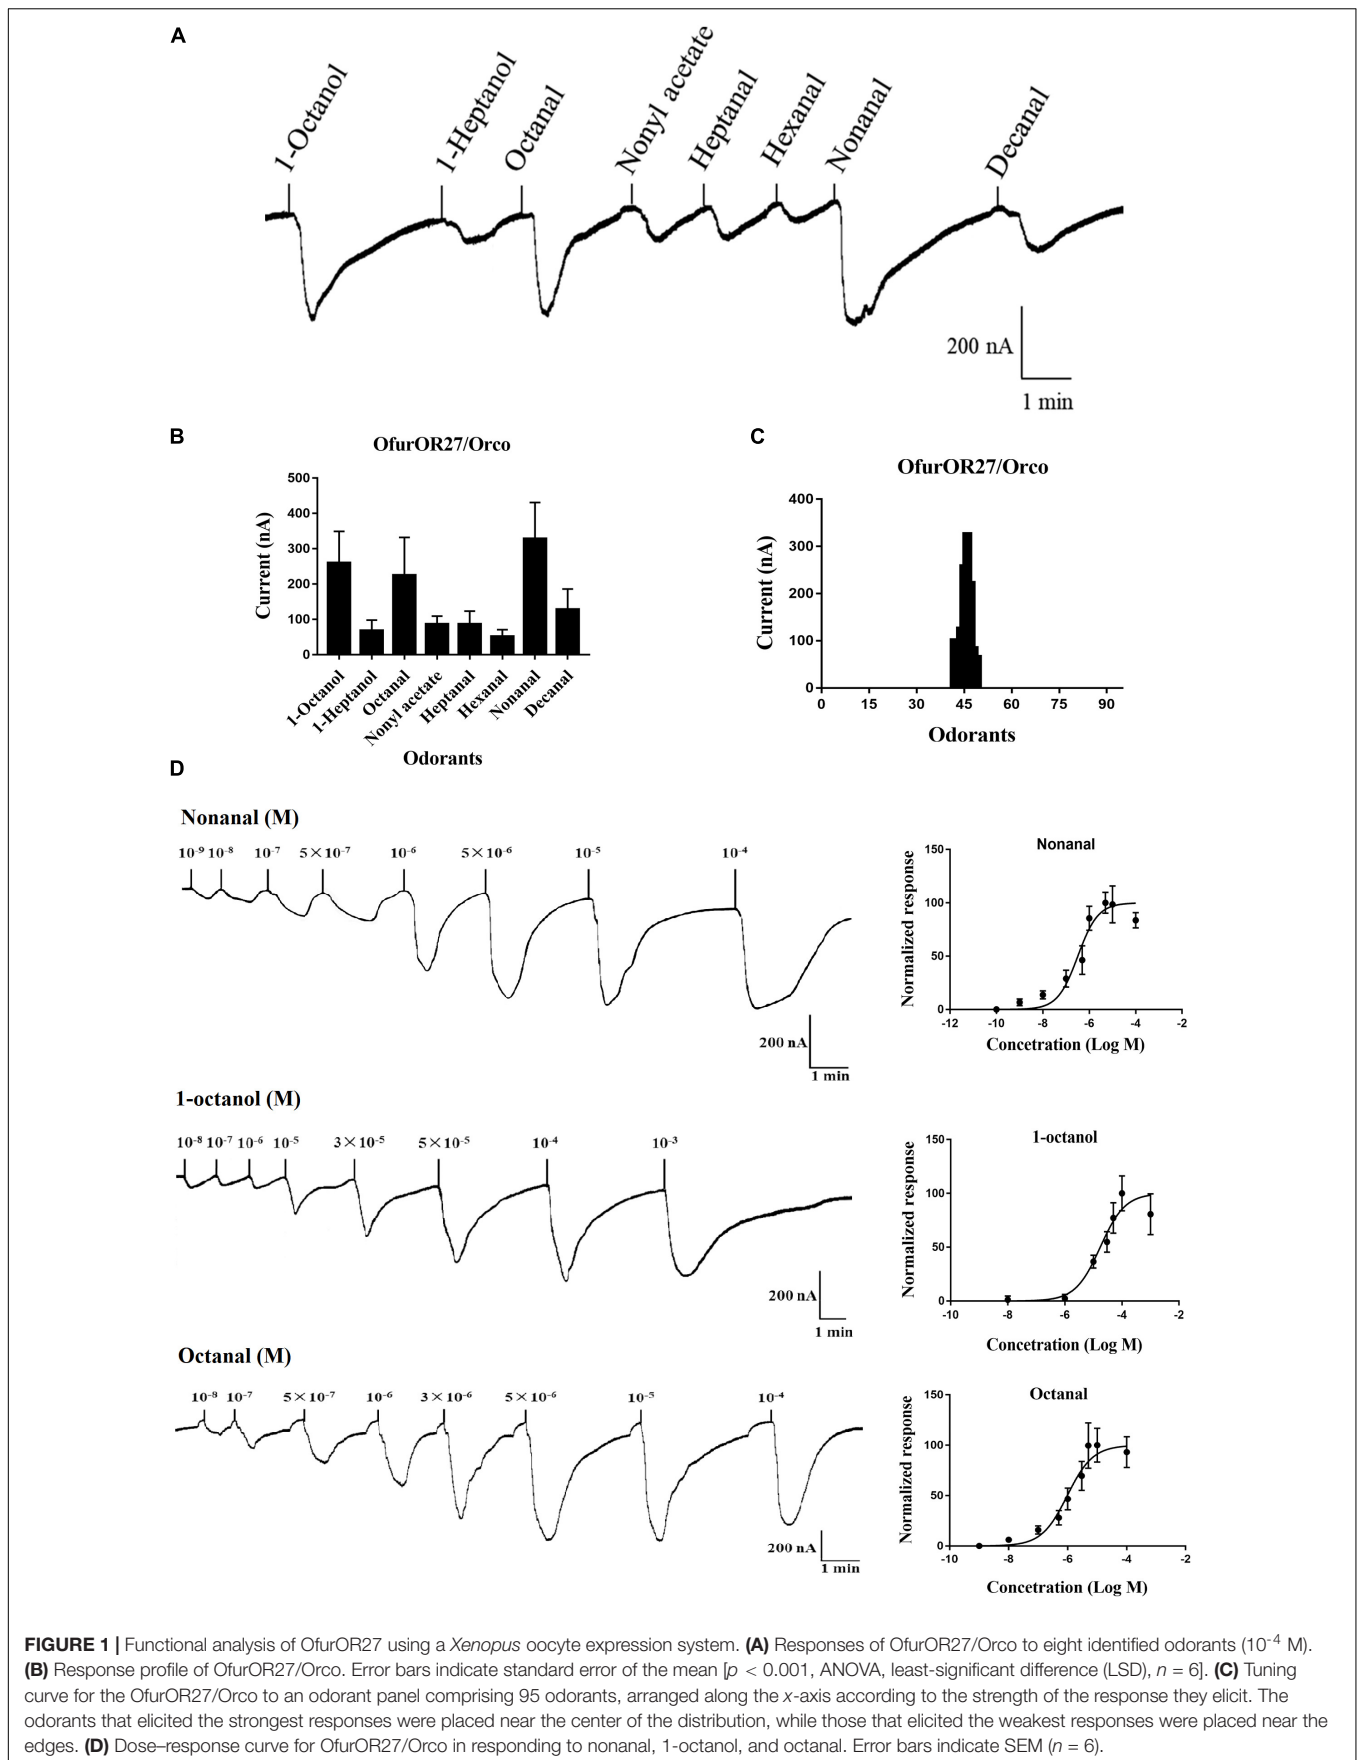 A
1-Octanol
1-Heptanol
Octanal
Nonyl acetate
Heptanal
Hexanal
Nonanal
Decanal
200 nA
1 min
B
OfurOR27/Orco
Current (nA)
500
400
300
200
100
0
1-Octanol
1-Heptanol
Octanal
Nonyl acetate
Heptanal
Hexanal
Nonanal
Decanal
Odorants
C
OfurOR27/Orco
Current (nA)
400
300
200
100
0
0 15 30 45 60 75 90
Odorants
D
Nonanal (M)
10⁻⁹ 10⁻⁸ 10⁻⁷ 5×10⁻⁷ 10⁻⁶ 5×10⁻⁶ 10⁻⁵ 10⁻⁴
200 nA
1 min
Nonanal
Normalized response
150
100
50
0
-12 -10 -8 -6 -4 -2
Concetration (Log M)
1-octanol (M)
10⁻⁸ 10⁻⁷ 10⁻⁶ 10⁻⁵ 3×10⁻⁵ 5×10⁻⁵ 10⁻⁴ 10⁻³
200 nA
1 min
1-octanol
Normalized response
150
100
50
0
-10 -8 -6 -4 -2
Concetration (Log M)
Octanal (M)
10⁻⁸ 10⁻⁷ 5×10⁻⁷ 10⁻⁶ 3×10⁻⁶ 5×10⁻⁶ 10⁻⁵ 10⁻⁴
200 nA
1 min
Octanal
Normalized response
150
100
50
0
-10 -8 -6 -4 -2
Concetration (Log M)
FIGURE 1 | Functional analysis of OfurOR27 using a Xenopus oocyte expression system. (A) Responses of OfurOR27/Orco to eight identified odorants (10⁻⁴ M).
(B) Response profile of OfurOR27/Orco. Error bars indicate standard error of the mean [p < 0.001, ANOVA, least-significant difference (LSD), n = 6]. (C) Tuning
curve for the OfurOR27/Orco to an odorant panel comprising 95 odorants, arranged along the x-axis according to the strength of the response they elicit. The
odorants that elicited the strongest responses were placed near the center of the distribution, while those that elicited the weakest responses were placed near the
edges. (D) Dose–response curve for OfurOR27/Orco in responding to nonanal, 1-octanol, and octanal. Error bars indicate SEM (n = 6).